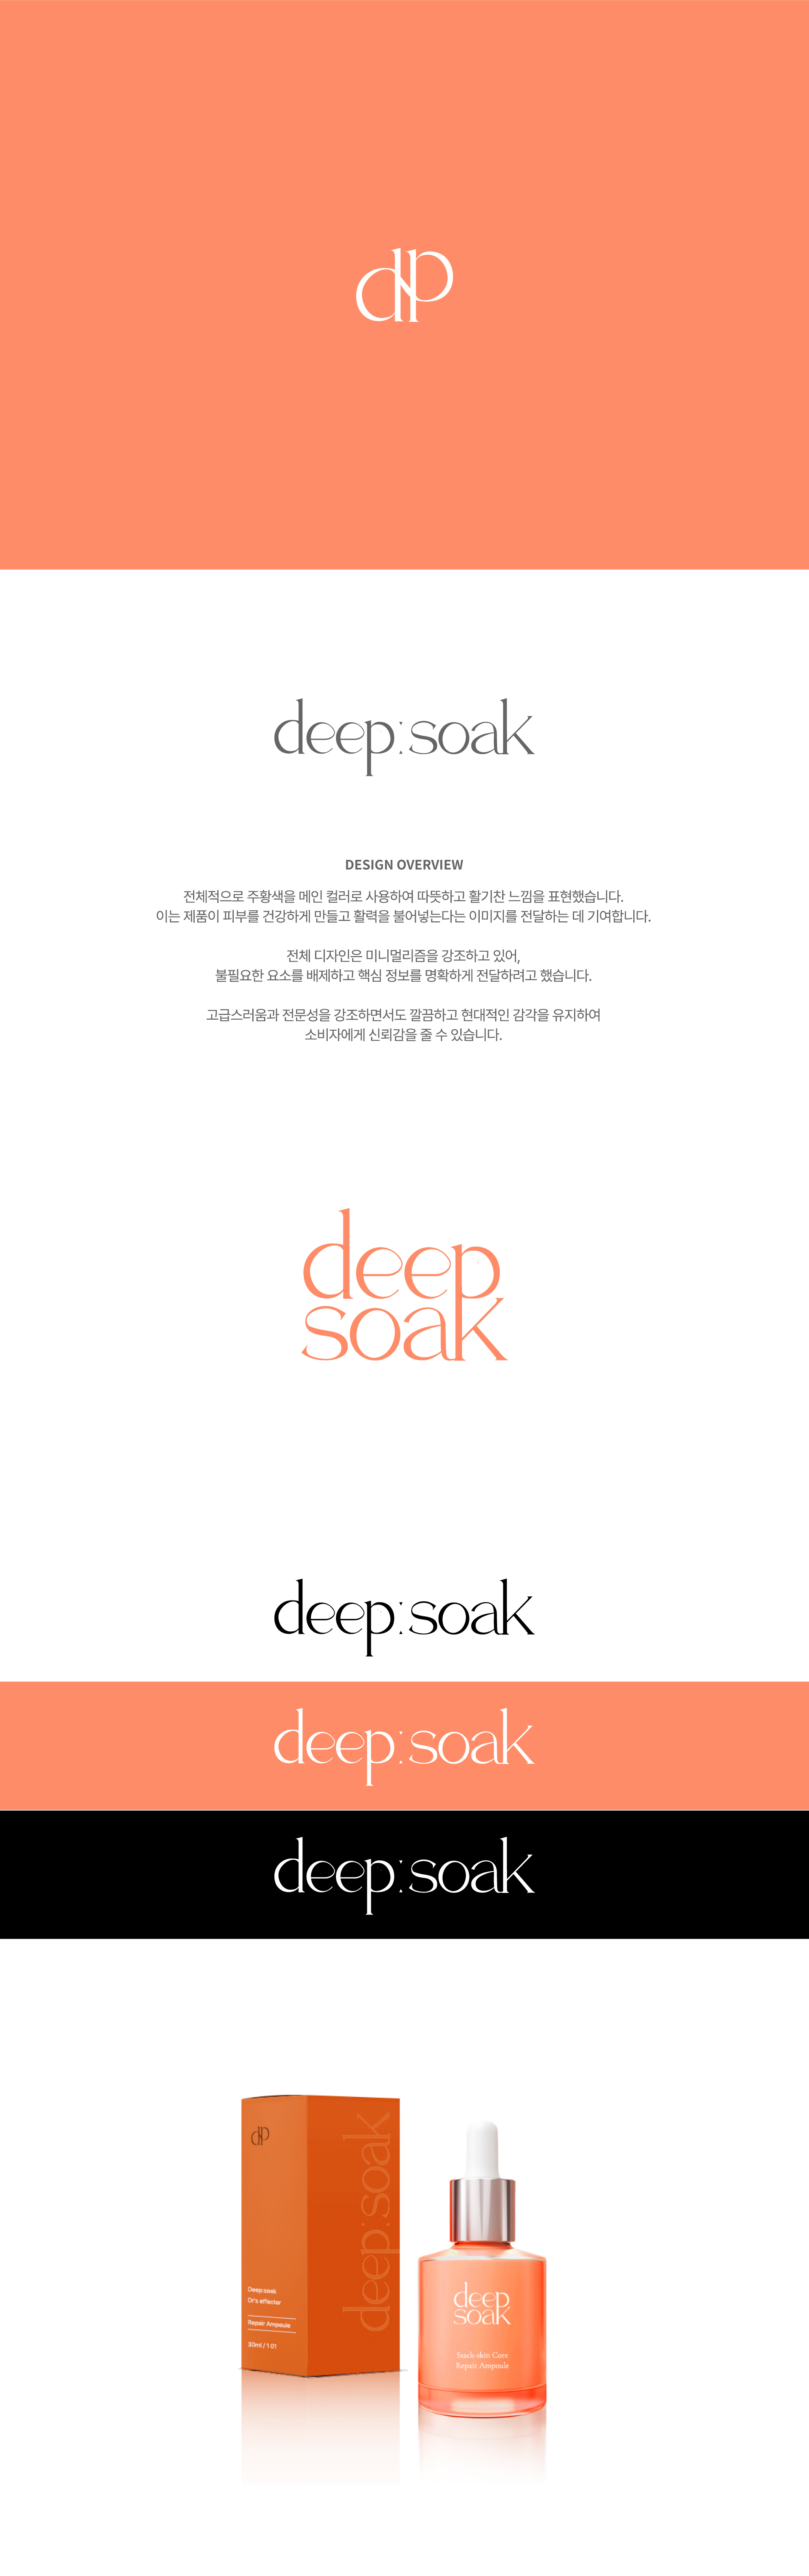 dp
deep:soak
DESIGN OVERVIEW
전체적으로 주황색을 메인 컬러로 사용하여 따뜻하고 활기찬 느낌을 표현했습니다.
이는 제품이 피부를 건강하게 만들고 활력을 불어넣는다는 이미지를 전달하는 데 기여합니다.
전체 디자인은 미니멀리즘을 강조하고 있어,
불필요한 요소를 배제하고 핵심 정보를 명확하게 전달하려고 했습니다.
고급스러움과 전문성을 강조하면서도 깔끔하고 현대적인 감각을 유지하여
소비자에게 신뢰감을 줄 수 있습니다.
deep
soak
deep:soak
deep:soak
deep:soak
dp
deep:soak
Deep:soak
Dr's effector
Repair Ampoule
30ml / 1 01
deep
soak
Ssack-skin Core
Repair Ampoule